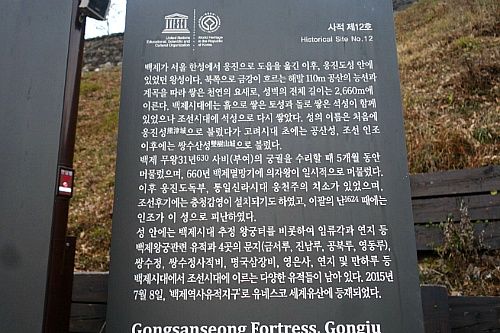 사적 제12호
Historical Site No.12
United Nations
Educational, Scientific and
Cultural Organization
World Heritage
in the Republic
of Korea
백제가 서울 한성에서 웅진으로 도읍을 옮긴 이후, 웅진도성 안에
있었던 왕성이다. 북쪽으로 금강이 흐르는 해발 110m 공산의 능선과
계곡을 따라 쌓은 천연의 요새로, 성벽의 전체 길이는 2,660m에
이른다. 백제시대에는 흙으로 쌓은 토성과 돌로 쌓은 석성이 함께
있었으나 조선시대에 석성으로 다시 쌓았다. 성의 이름은 처음에
웅진성熊津城으로 불렸다가 고려시대 초에는 공산성, 조선 인조
이후에는 쌍수산성雙樹山城으로 불렸다.
백제 무왕31년630 사비(부여)의 궁궐을 수리할 때 5개월 동안
머물렀으며, 660년 백제멸망기에 의자왕이 일시적으로 머물렀다.
이후 웅진도독부, 통일신라시대 웅천주의 치소가 있었으며,
조선후기에는 충청감영이 설치되기도 하였고, 이괄의 난1624 때에는
인조가 이 성으로 피난하였다.
성 안에는 백제시대 추정 왕궁터를 비롯하여 임류각과 연지 등
백제왕궁관련 유적과 4곳의 문지(금서루, 진남루, 공북루, 영동루),
쌍수정, 쌍수정사적비, 명국삼장비, 영은사, 연지 및 만하루 등
백제시대에서 조선시대에 이르는 다양한 유적들이 남아 있다. 2015년
7월 8일, '백제역사유적지구'로 유네스코 세계유산에 등재되었다.
Gongsanseong Fortress, Gongju